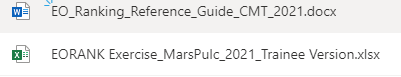 EO_Ranking_Reference_Guide_CMT_2021.docx
EORANK Exercise_MarsPulc_2021_Trainee Version.xlsx